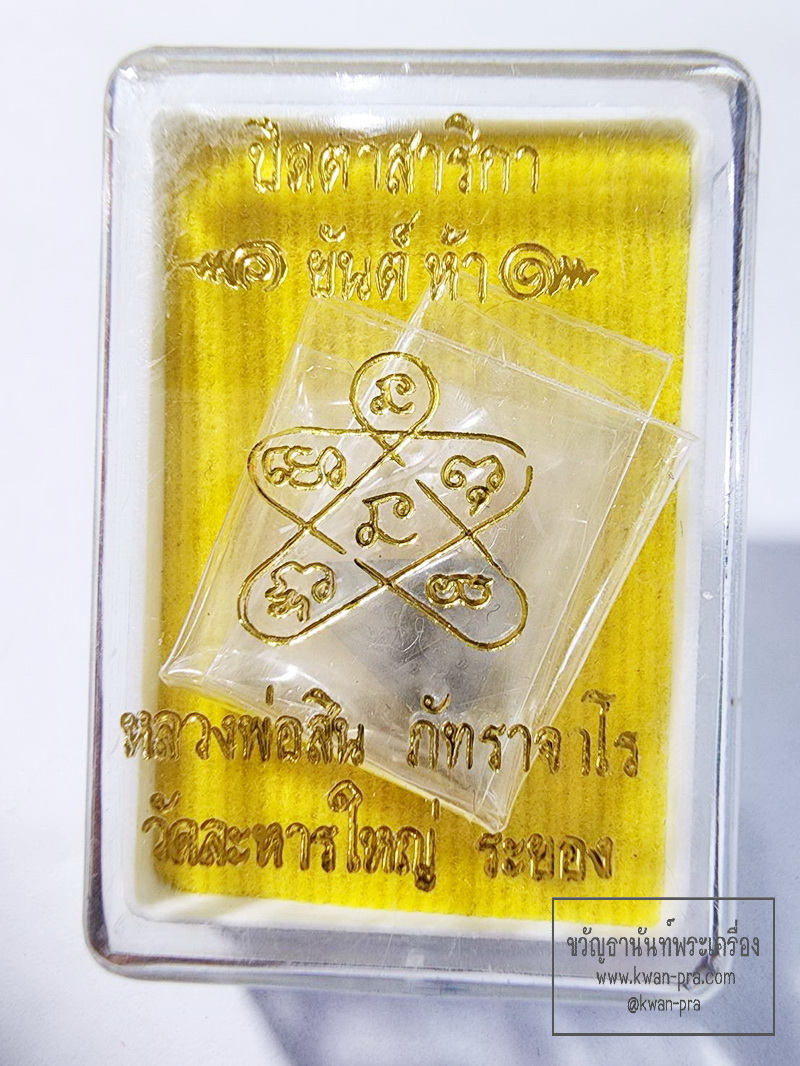 ปิดตาสาริกา
ยันต์ ห้า
หลวงพ่อสิน ภัทราจาโร
วัดละหารใหญ่ ระยอง
ขวัญธานันท์พระเครื่อง
www.kwan-pra.com
@kwan-pra